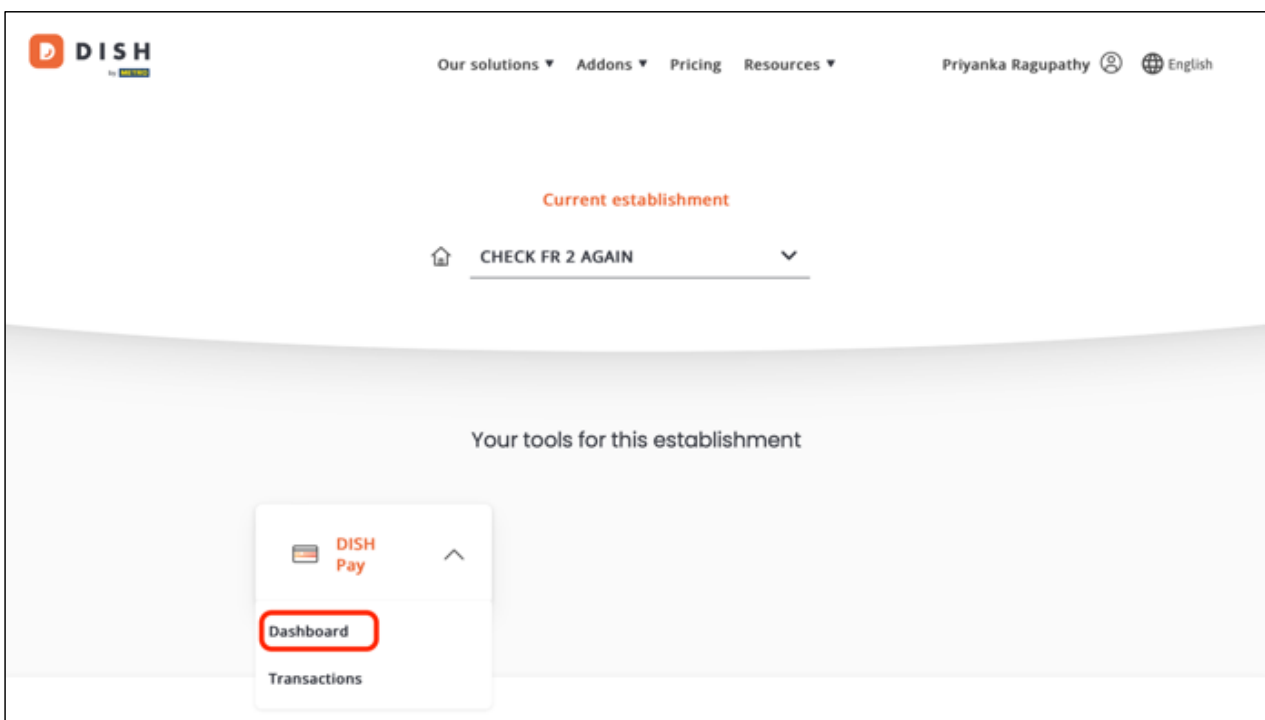 DISH
by METRO
Our solutions ▼ Addons ▼ Pricing Resources ▼ Priyanka Ragupathy English
Current establishment
CHECK FR 2 AGAIN
Your tools for this establishment
DISH
Pay
Dashboard
Transactions